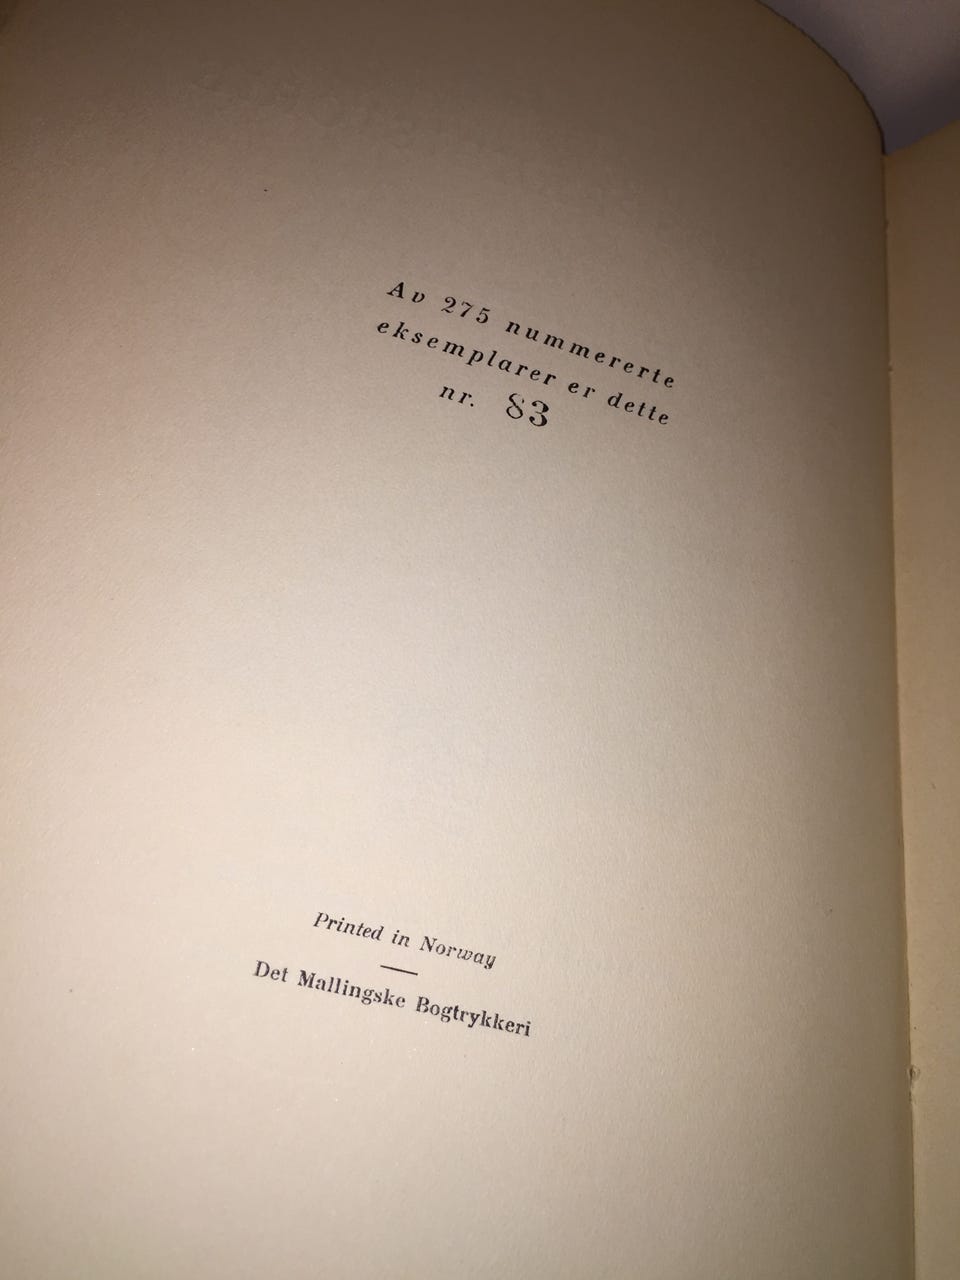 Av 275 nummererte
eksemplarer er dette
nr. 83
Printed in Norway
Det Mallingske Bogtrykkeri